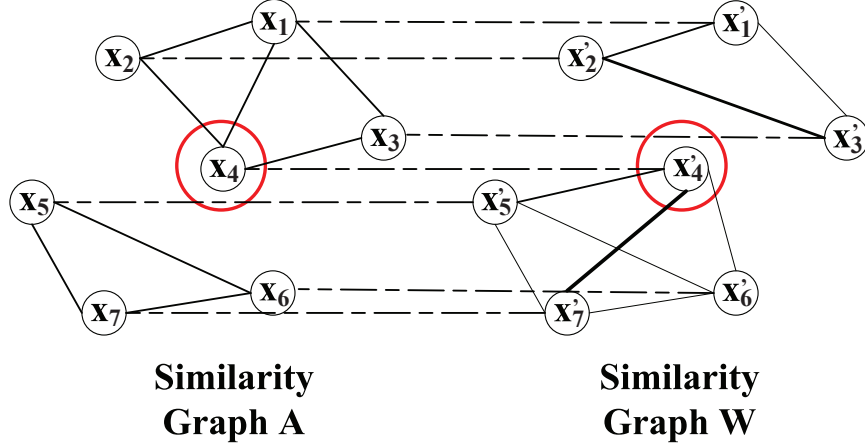 x1
x'1
x2
x'2
x3
x'3
x4
x'4
x5
x'5
x6
x'6
x7
x'7
Similarity
Graph A
Similarity
Graph W